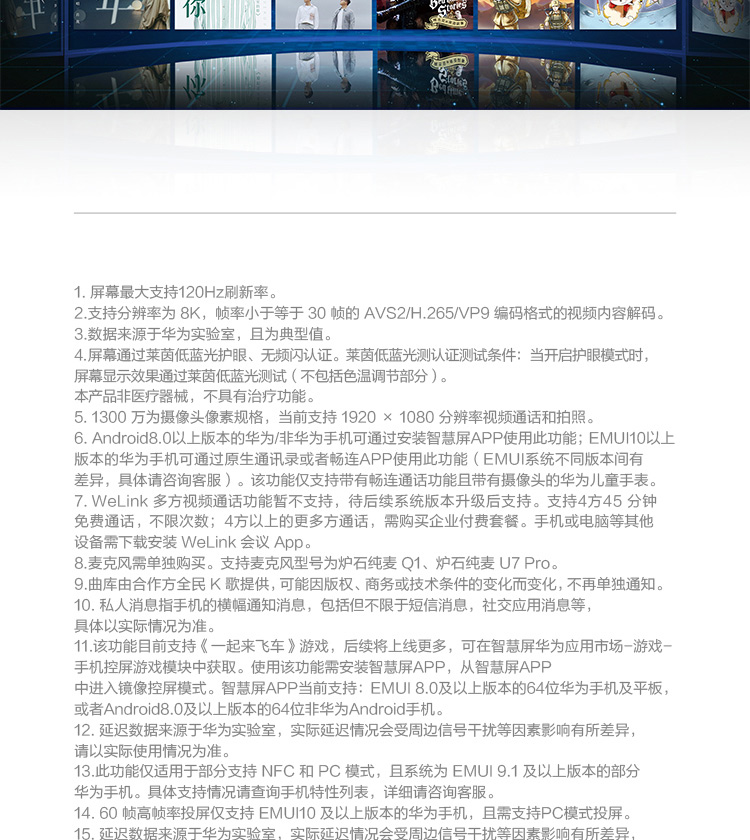 你
1. 屏幕最大支持120Hz刷新率。
2.支持分辨率为 8K，帧率小于等于 30 帧的 AVS2/H.265/VP9 编码格式的视频内容解码。
3.数据来源于华为实验室，且为典型值。
4.屏幕通过莱茵低蓝光护眼、无频闪认证。莱茵低蓝光测认证测试条件：当开启护眼模式时，
屏幕显示效果通过莱茵低蓝光测试（不包括色温调节部分）。
本产品非医疗器械，不具有治疗功能。
5. 1300 万为摄像头像素规格，当前支持 1920 × 1080 分辨率视频通话和拍照。
6. Android8.0以上版本的华为/非华为手机可通过安装智慧屏APP使用此功能；EMUI10以上
版本的华为手机可通过原生通讯录或者畅连APP使用此功能（EMUI系统不同版本间有
差异，具体请咨询客服）。该功能仅支持带有畅连通话功能且带有摄像头的华为儿童手表。
7. WeLink 多方视频通话功能暂不支持，待后续系统版本升级后支持。支持4方45 分钟
免费通话，不限次数；4方以上的更多方通话，需购买企业付费套餐。手机或电脑等其他
设备需下载安装 WeLink 会议 App。
8.麦克风需单独购买。支持麦克风型号为炉石纯麦 Q1、炉石纯麦 U7 Pro。
9.曲库由合作方全民 K 歌提供，可能因版权、商务或技术条件的变化而变化，不再单独通知。
10. 私人消息指手机的横幅通知消息，包括但不限于短信消息，社交应用消息等，
具体以实际情况为准。
11.该功能目前支持《一起来飞车》游戏，后续将上线更多，可在智慧屏华为应用市场-游戏-
手机控屏游戏模块中获取。使用该功能需安装智慧屏APP，从智慧屏APP
中进入镜像控屏模式。智慧屏APP当前支持：EMUI 8.0及以上版本的64位华为手机及平板，
或者Android8.0及以上版本的64位非华为Android手机。
12. 延迟数据来源于华为实验室，实际延迟情况会受周边信号干扰等因素影响有所差异，
请以实际使用情况为准。
13.此功能仅适用于部分支持 NFC 和 PC 模式，且系统为 EMUI 9.1 及以上版本的部分
华为手机。具体支持情况请查询手机特性列表，详细请咨询客服。
14. 60 帧高帧率投屏仅支持 EMUI10 及以上版本的华为手机，且需支持PC模式投屏。
15. 延迟数据来源于华为实验室，实际延迟情况会受周边信号干扰等因素影响有所差异，